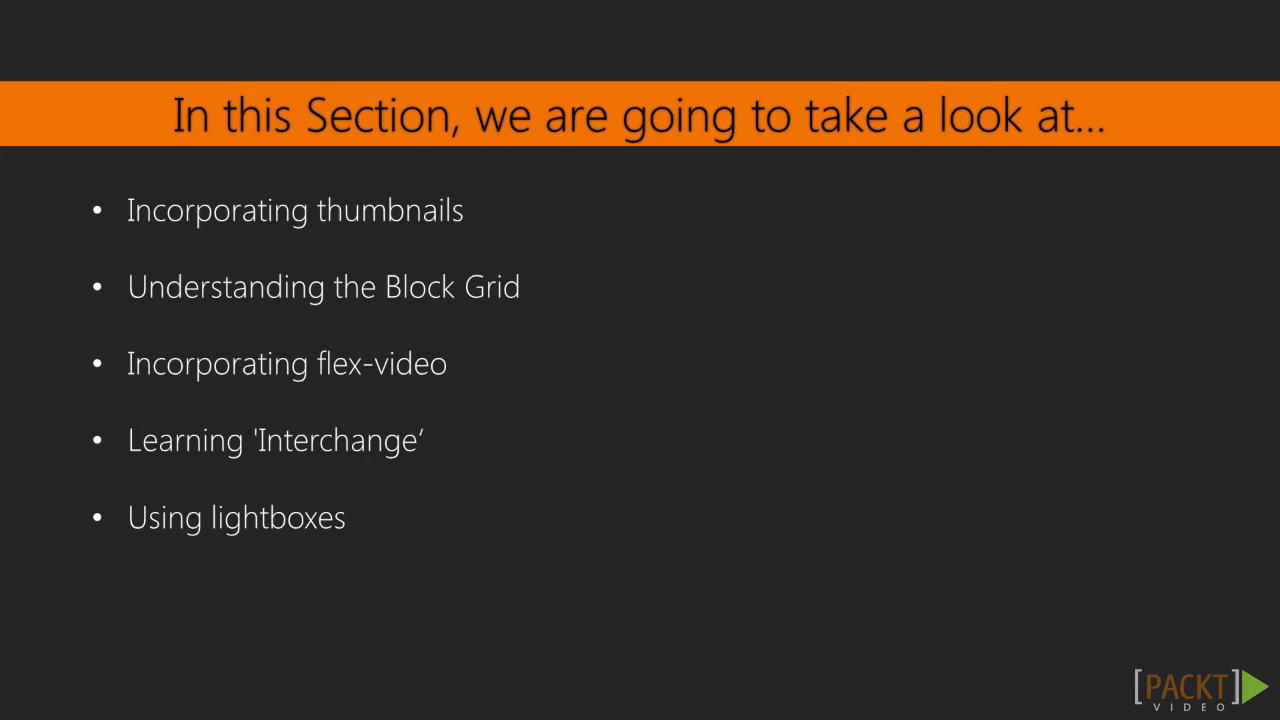 In this Section, we are going to take a look at...
• Incorporating thumbnails
• Understanding the Block Grid
• Incorporating flex-video
• Learning 'Interchange’
• Using lightboxes
[PACKT]
VIDEO